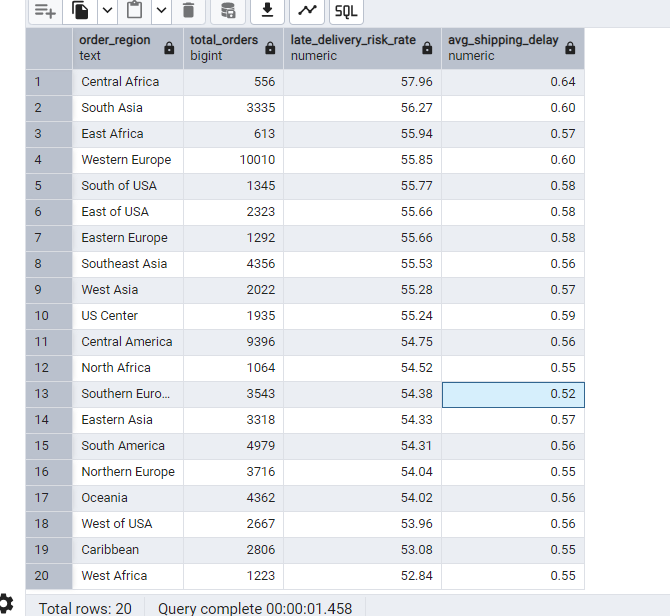 SQL
order_region total_orders late_delivery_risk_rate avg_shipping_delay
text bigint numeric numeric
1 Central Africa 556 57.96 0.64
2 South Asia 3335 56.27 0.60
3 East Africa 613 55.94 0.57
4 Western Europe 10010 55.85 0.60
5 South of USA 1345 55.77 0.58
6 East of USA 2323 55.66 0.58
7 Eastern Europe 1292 55.66 0.58
8 Southeast Asia 4356 55.53 0.56
9 West Asia 2022 55.28 0.57
10 US Center 1935 55.24 0.59
11 Central America 9396 54.75 0.56
12 North Africa 1064 54.52 0.55
13 Southern Euro... 3543 54.38 0.52
14 Eastern Asia 3318 54.33 0.57
15 South America 4979 54.31 0.56
16 Northern Europe 3716 54.04 0.55
17 Oceania 4362 54.02 0.56
18 West of USA 2667 53.96 0.56
19 Caribbean 2806 53.08 0.55
20 West Africa 1223 52.84 0.55
Total rows: 20 Query complete 00:00:01.458